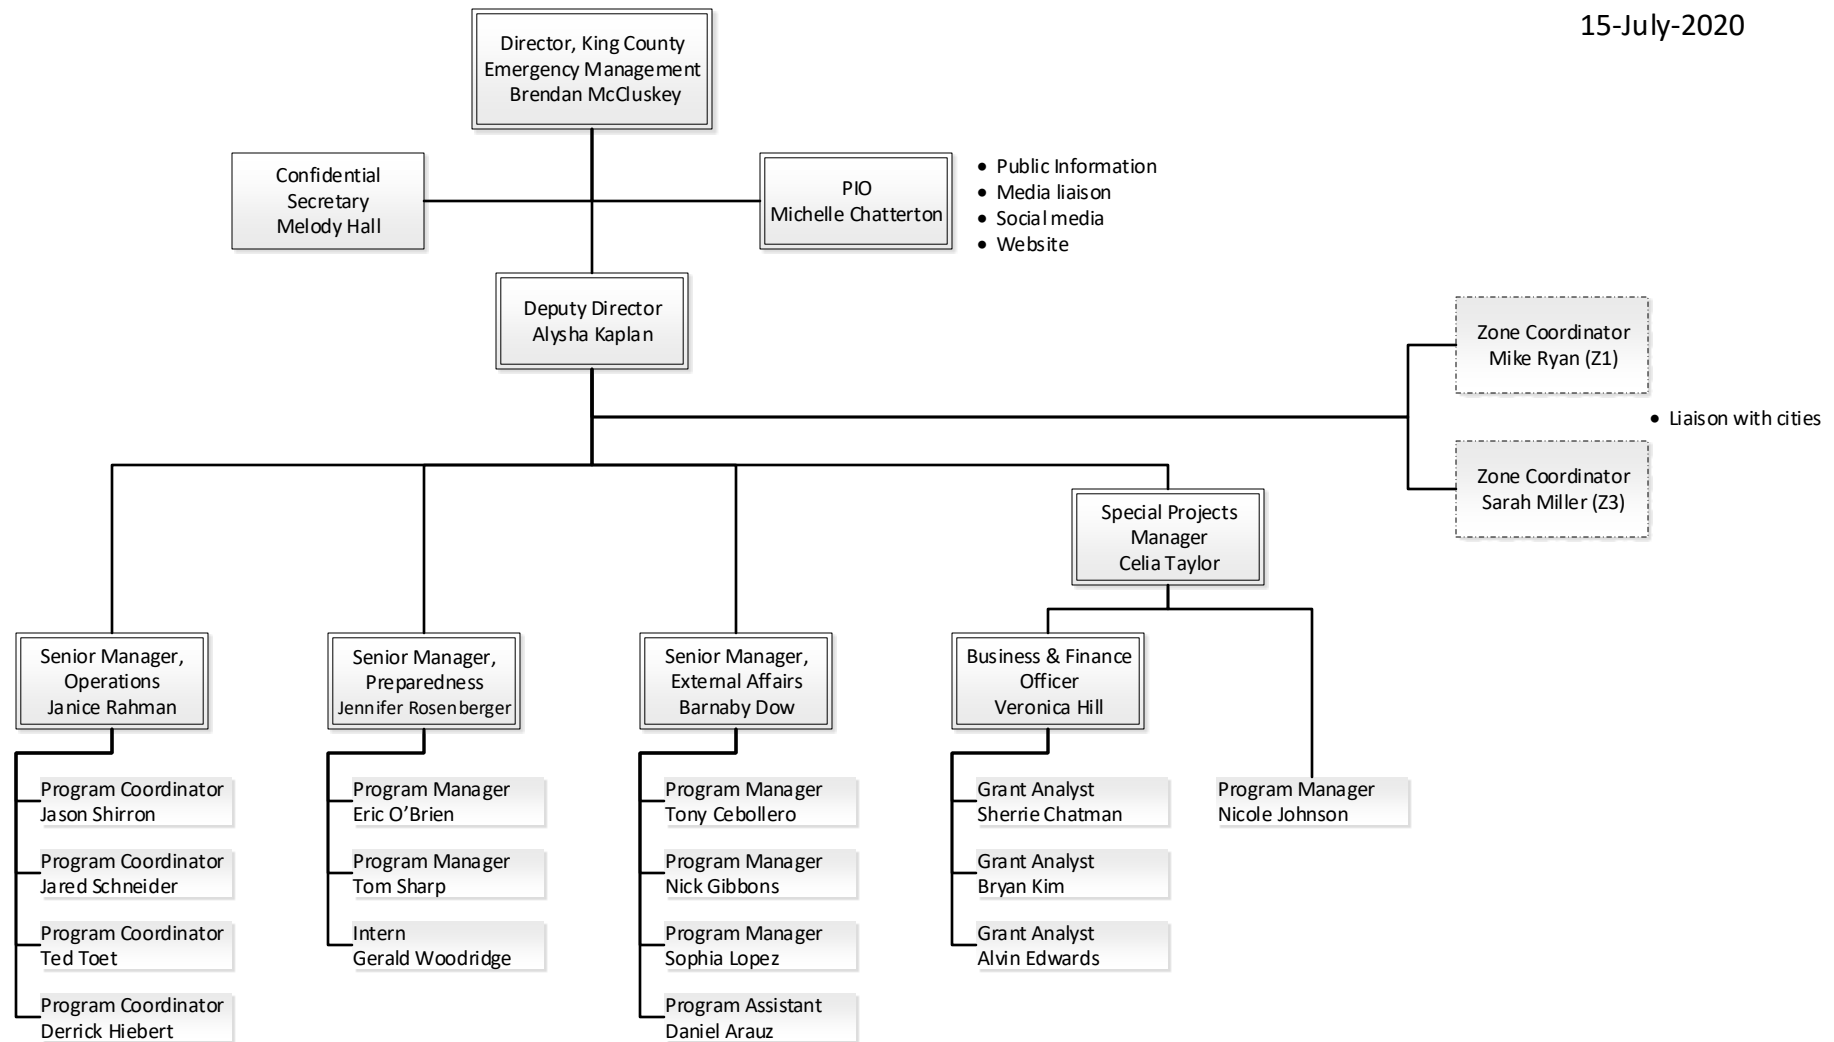 15-July-2020
Director, King County
Emergency Management
Brendan McCluskey
Confidential
Secretary
Melody Hall
PIO
Michelle Chatterton
• Public Information
• Media liaison
• Social media
• Website
Deputy Director
Alysha Kaplan
Zone Coordinator
Mike Ryan (Z1)
• Liaison with cities
Zone Coordinator
Sarah Miller (Z3)
Special Projects
Manager
Celia Taylor
Senior Manager,
Operations
Janice Rahman
Senior Manager,
Preparedness
Jennifer Rosenberger
Senior Manager,
External Affairs
Barnaby Dow
Business & Finance
Officer
Veronica Hill
Program Coordinator
Jason Shirron
Program Coordinator
Jared Schneider
Program Coordinator
Ted Toet
Program Coordinator
Derrick Hiebert
Program Manager
Eric O’Brien
Program Manager
Tom Sharp
Intern
Gerald Woodridge
Program Manager
Tony Cebollero
Program Manager
Nick Gibbons
Program Manager
Sophia Lopez
Program Assistant
Daniel Arauz
Grant Analyst
Sherrie Chatman
Grant Analyst
Bryan Kim
Grant Analyst
Alvin Edwards
Program Manager
Nicole Johnson